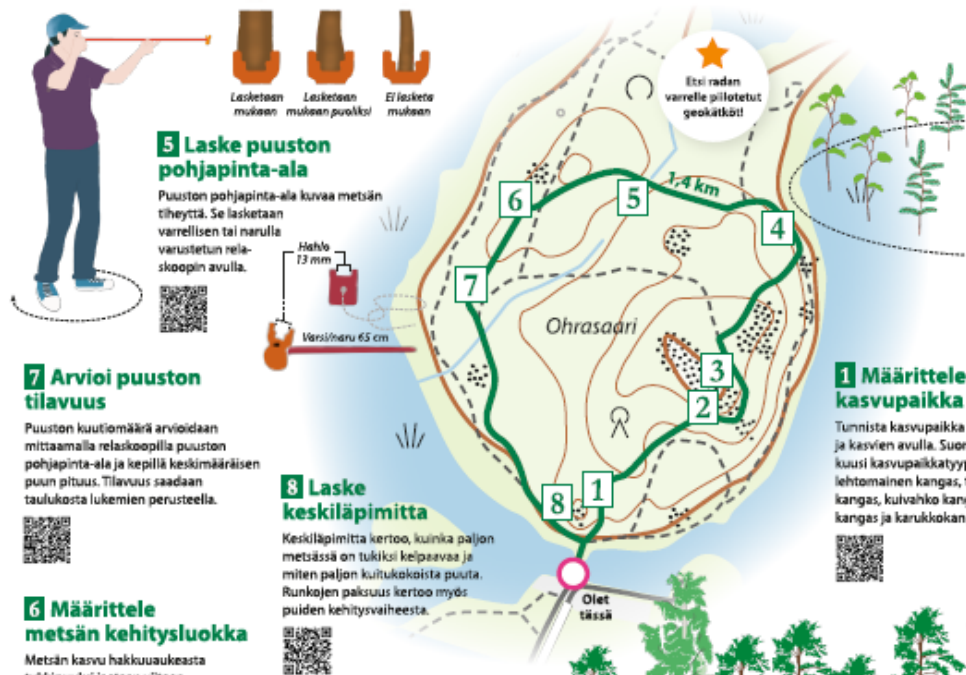 Lasketaan
mukaan
Lasketaan
mukaan puoliksi
Ei lasketa
mukaan
5 Laske puuston
pohjapinta-ala
Puuston pohjapinta-ala kuvaa metsän
tiheyttä. Se lasketaan
varrellisen tai narulla
varustetun rela-
skoopin avulla.
Hahlo
13 mm
Varsi/naru 65 cm
7 Arvioi puuston
tilavuus
Puuston kuutiomäärä arvioidaan
mittaamalla relaskoopilla puuston
pohjapinta-ala ja kepillä keskimääräisen
puun pituus. Tilavuus saadaan
taulukosta lukemien perusteella.
8 Laske
keskiläpimitta
Keskiläpimitta kertoo, kuinka paljon
metsässä on tukiksi kelpaavaa ja
miten paljon kuitukokoista puuta.
Runkojen paksuus kertoo myös
puiden kehitysvaiheesta.
6 Määrittele
metsän kehitysluokka
Metsän kasvu hakkuuaukeasta
Etsi radan
varrelle piilotetut
geokätköt!
1,4 km
6
5
4
7
Ohrasaari
3
2
1
8
Olet
tässä
1 Määrittele
kasvupaikka
Tunnista kasvupaikka
ja kasvien avulla. Suor
kuusi kasvupaikkatyyp
lehtomainen kangas, t
kangas, kuivahko kang
kangas ja karukkokan